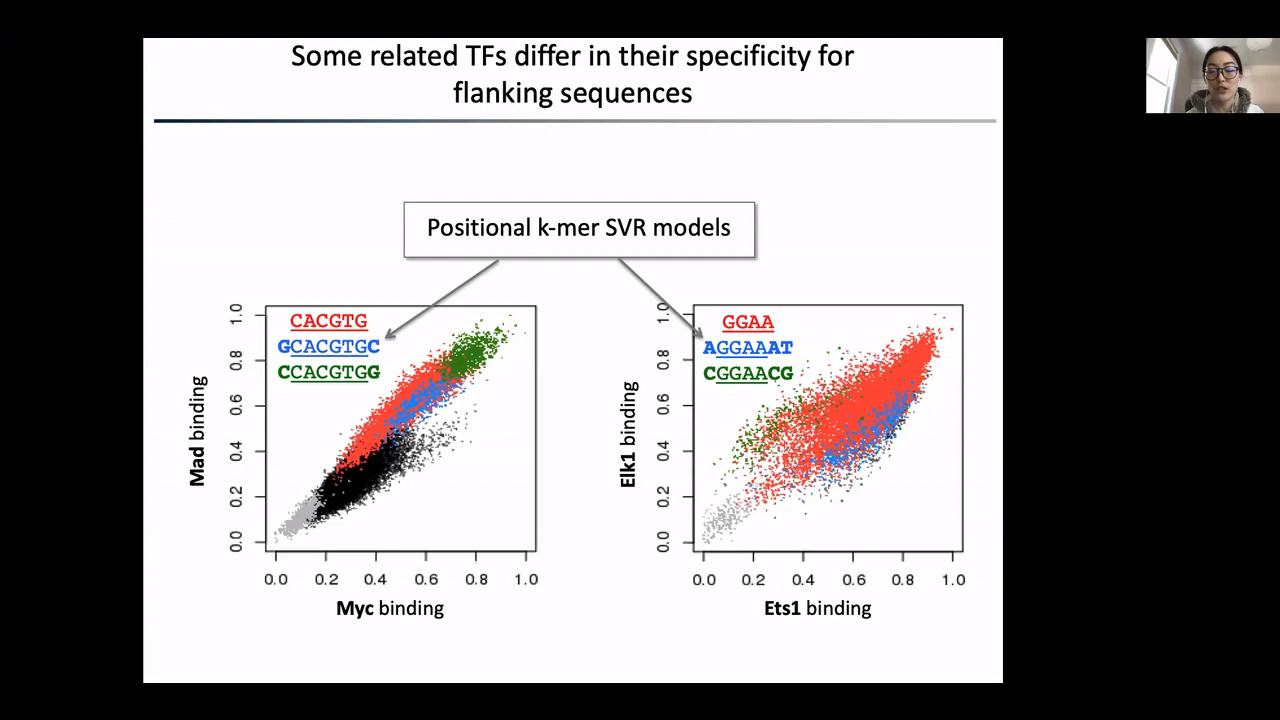 Some related TFs differ in their specificity for
flanking sequences
Positional k-mer SVR models
CACGTG
GCACGTGC
CCACGTGG
1.0
0.8
0.6
0.4
0.2
0.0
Mad binding
0.0 0.2 0.4 0.6 0.8 1.0
Myc binding
GGAA
AGGAAAT
CGGAACG
1.0
0.8
0.6
0.4
0.2
0.0
Elk1 binding
0.0 0.2 0.4 0.6 0.8 1.0
Ets1 binding